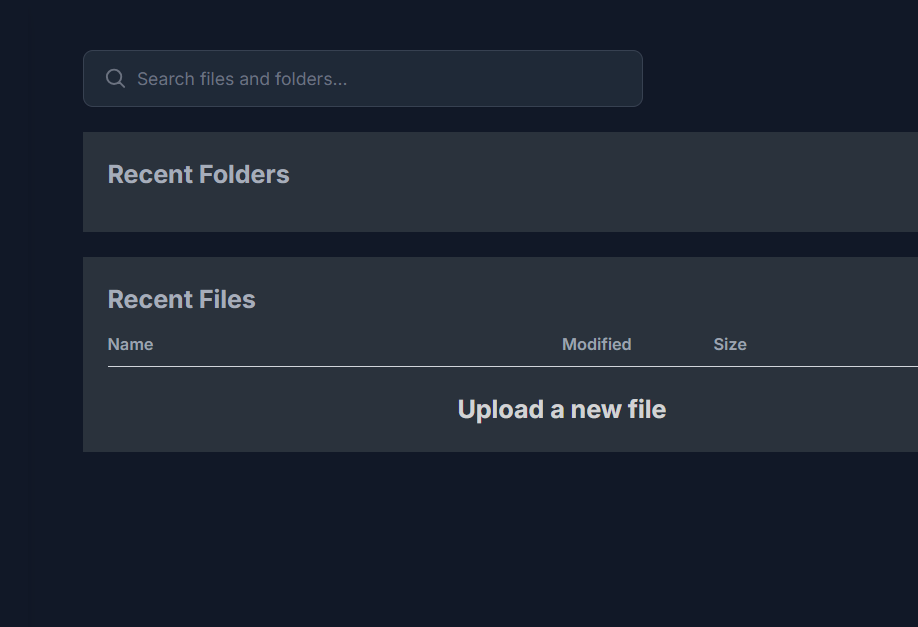 Search files and folders...
Recent Folders
Recent Files
Name Modified Size
Upload a new file